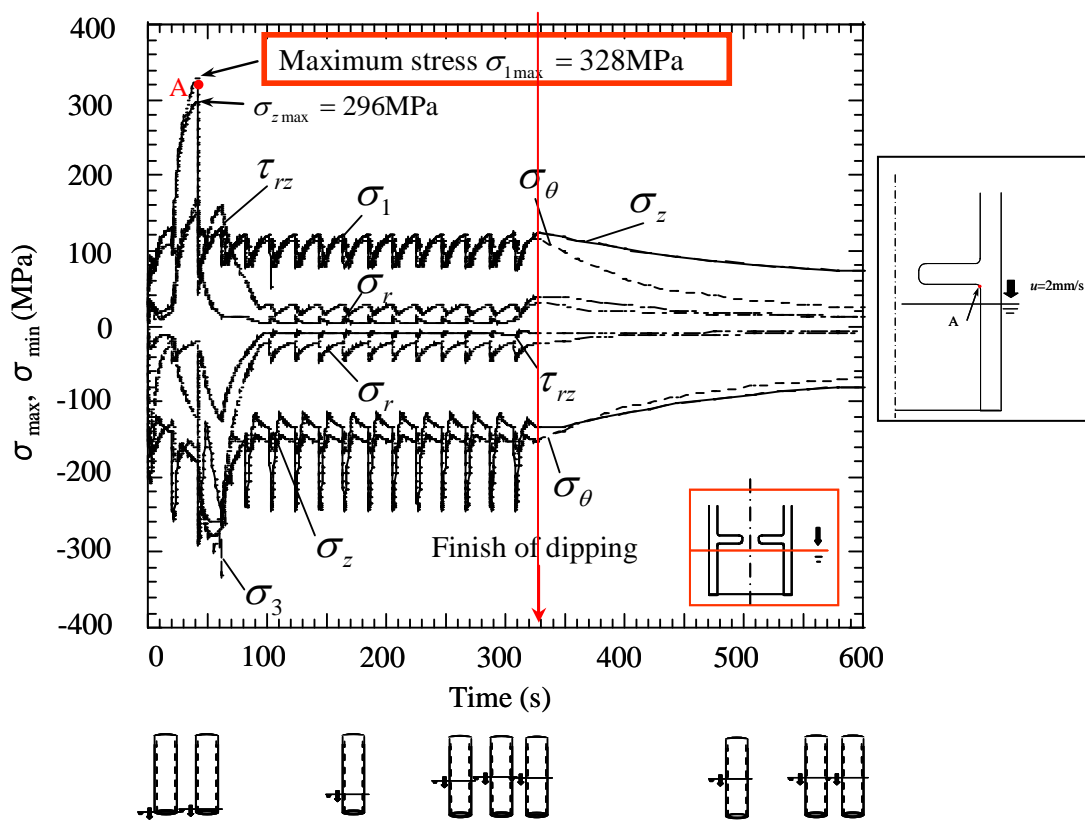 400
300
200
100
0
-100
-200
-300
-400
σ max, σ min (MPa)
Maximum stress σ1max = 328MPa
A
σz max = 296MPa
τrz
σ1
σθ
σz
σr
σr
τrz
σθ
σz
σ3
Finish of dipping
0 100 200 300 400 500 600
Time (s)
u=2mm/s
A